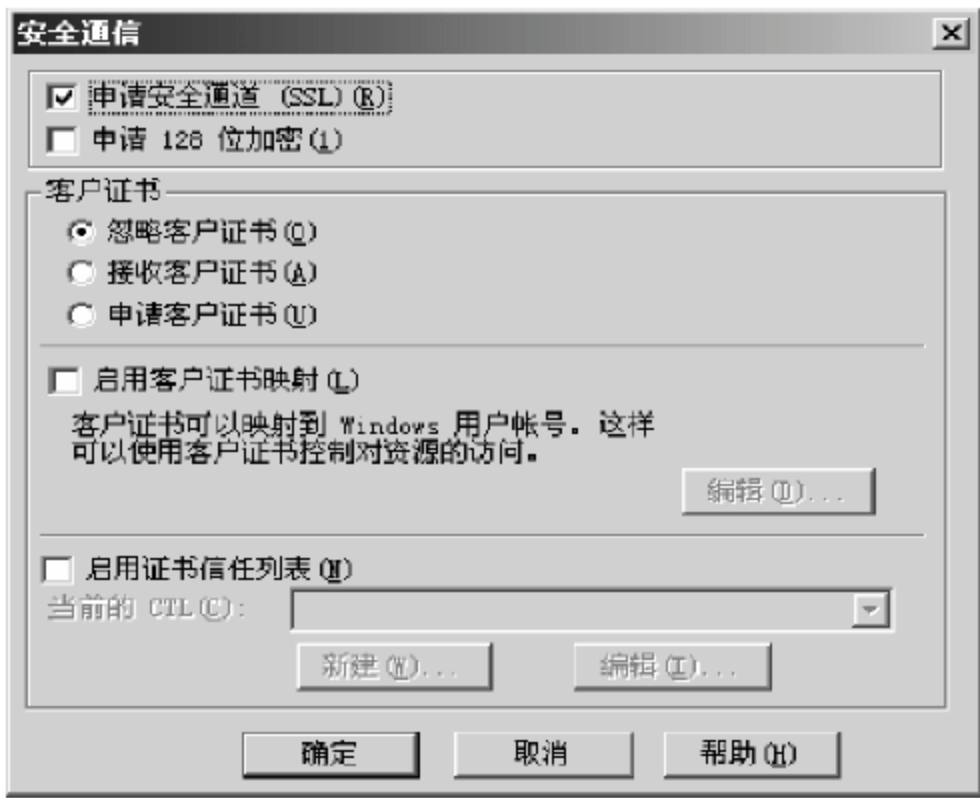 安全通信
申请安全通道 (SSL)(R)
申请 128 位加密(1)
客户证书
忽略客户证书(O)
接收客户证书(A)
申请客户证书(U)
启用客户证书映射(L)
客户证书可以映射到 Windows 用户帐号。这样
可以使用客户证书控制对资源的访问。
编辑(D)...
启用证书信任列表(N)
当前的 CTL(C):
新建(W)...
编辑(I)...
确定
取消
帮助(H)